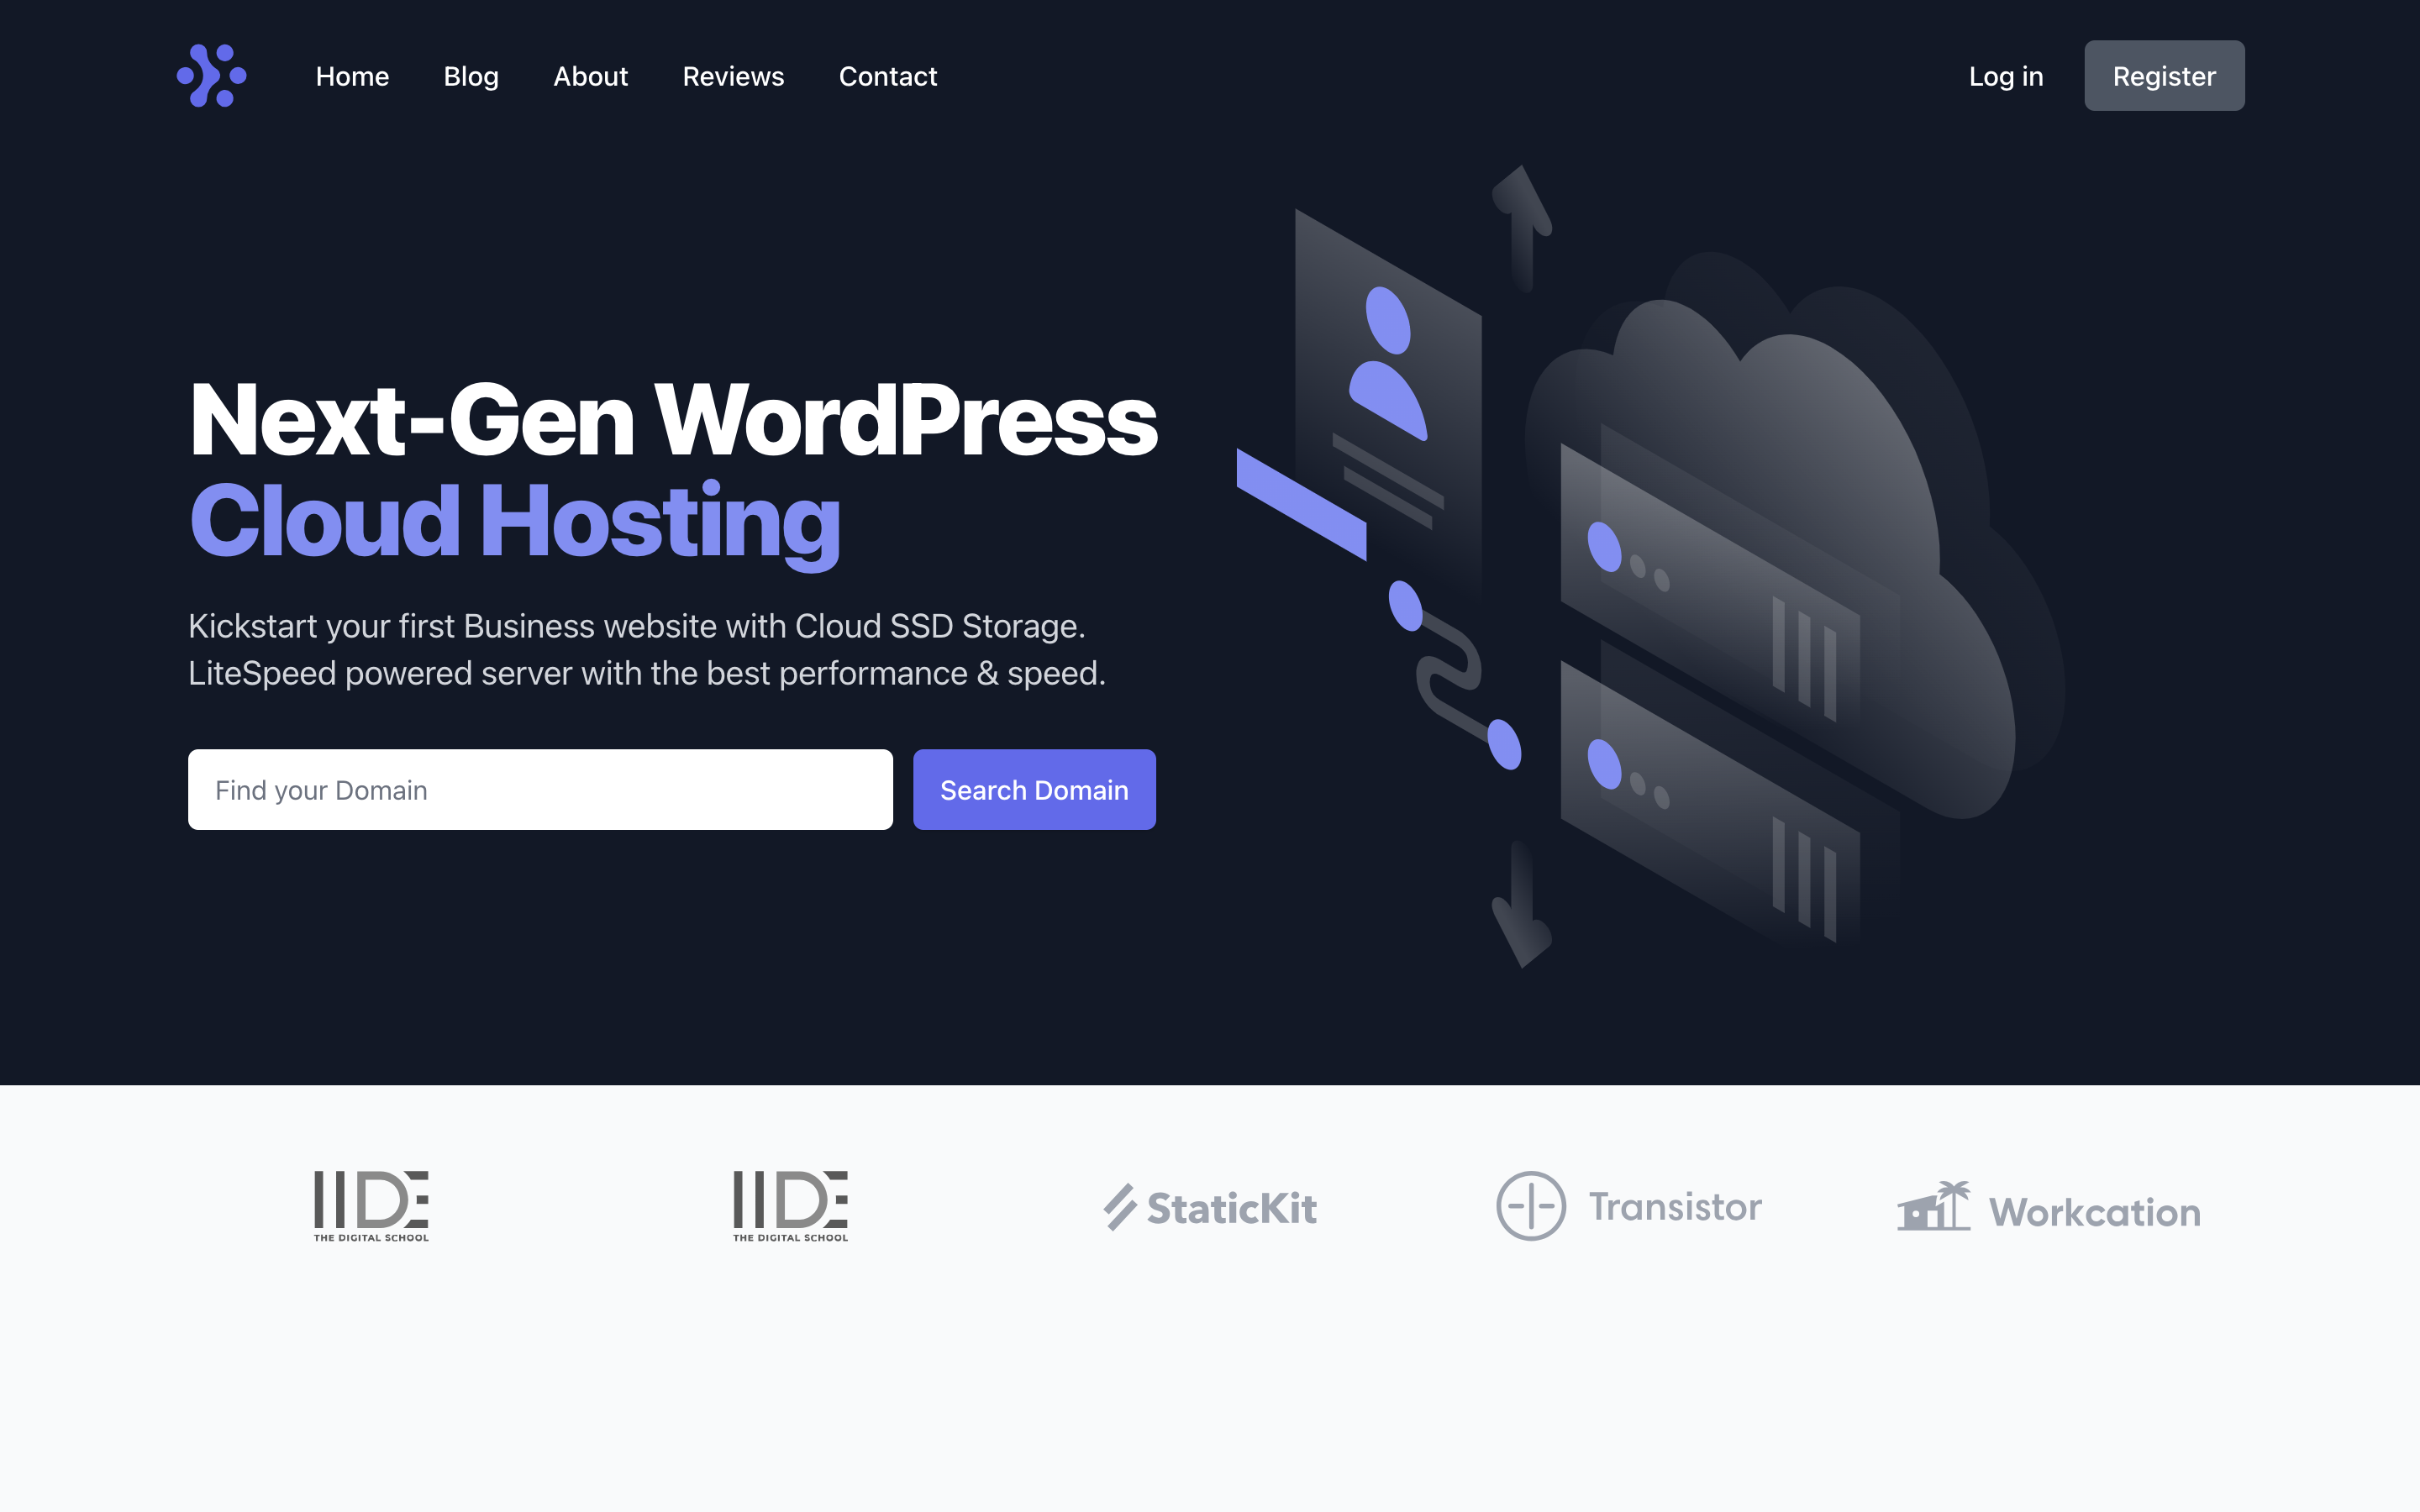 Home Blog About Reviews Contact Log in Register
Next-Gen WordPress
Cloud Hosting
Kickstart your first Business website with Cloud SSD Storage.
LiteSpeed powered server with the best performance & speed.
Find your Domain Search Domain
IIDE
THE DIGITAL SCHOOL
IIDE
THE DIGITAL SCHOOL
StaticKit
Transistor
Workcation